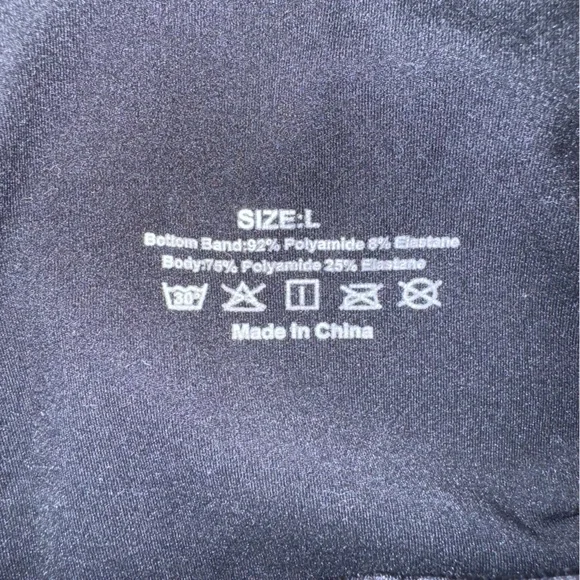 SIZE:L
Bottom Band:92% Polyamide 8% Elastane
Body:75% Polyamide 25% Elastane
30°
Made In China